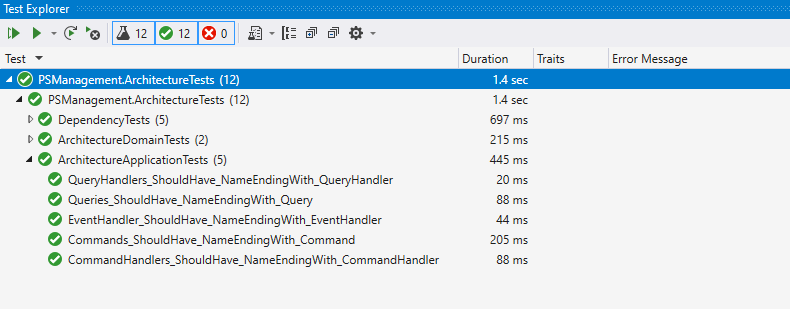 Test Explorer
12 12 0
Test Duration Traits Error Message
PSManagement.ArchitectureTests (12) 1.4 sec
PSManagement.ArchitectureTests (12) 1.4 sec
DependencyTests (5) 697 ms
ArchitectureDomainTests (2) 215 ms
ArchitectureApplicationTests (5) 445 ms
QueryHandlers_ShouldHave_NameEndingWith_QueryHandler 20 ms
Queries_ShouldHave_NameEndingWith_Query 88 ms
EventHandler_ShouldHave_NameEndingWith_EventHandler 44 ms
Commands_ShouldHave_NameEndingWith_Command 205 ms
CommandHandlers_ShouldHave_NameEndingWith_CommandHandler 88 ms